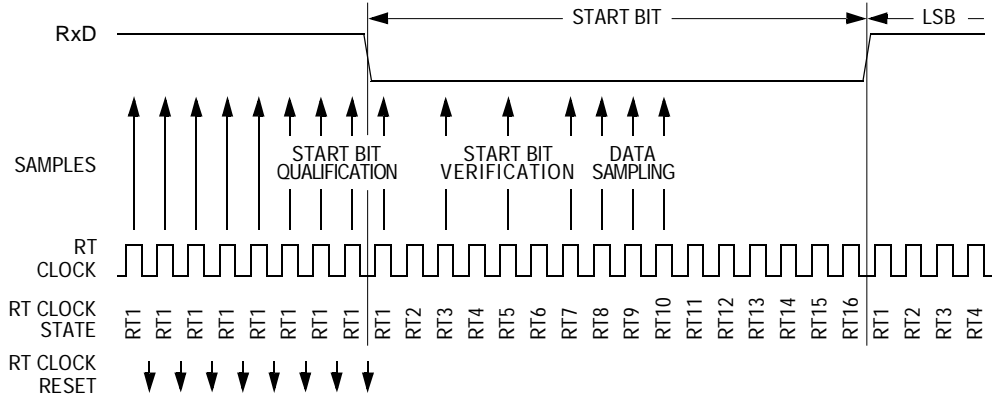 START BIT
LSB
RxD
SAMPLES
START BIT
QUALIFICATION
START BIT
VERIFICATION
DATA
SAMPLING
RT
CLOCK
RT CLOCK
STATE
RT1 RT1 RT1 RT1 RT1 RT1 RT1 RT1 RT1 RT2 RT3 RT4 RT5 RT6 RT7 RT8 RT9 RT10 RT11 RT12 RT13 RT14 RT15 RT16 RT1 RT2 RT3 RT4
RT CLOCK
RESET